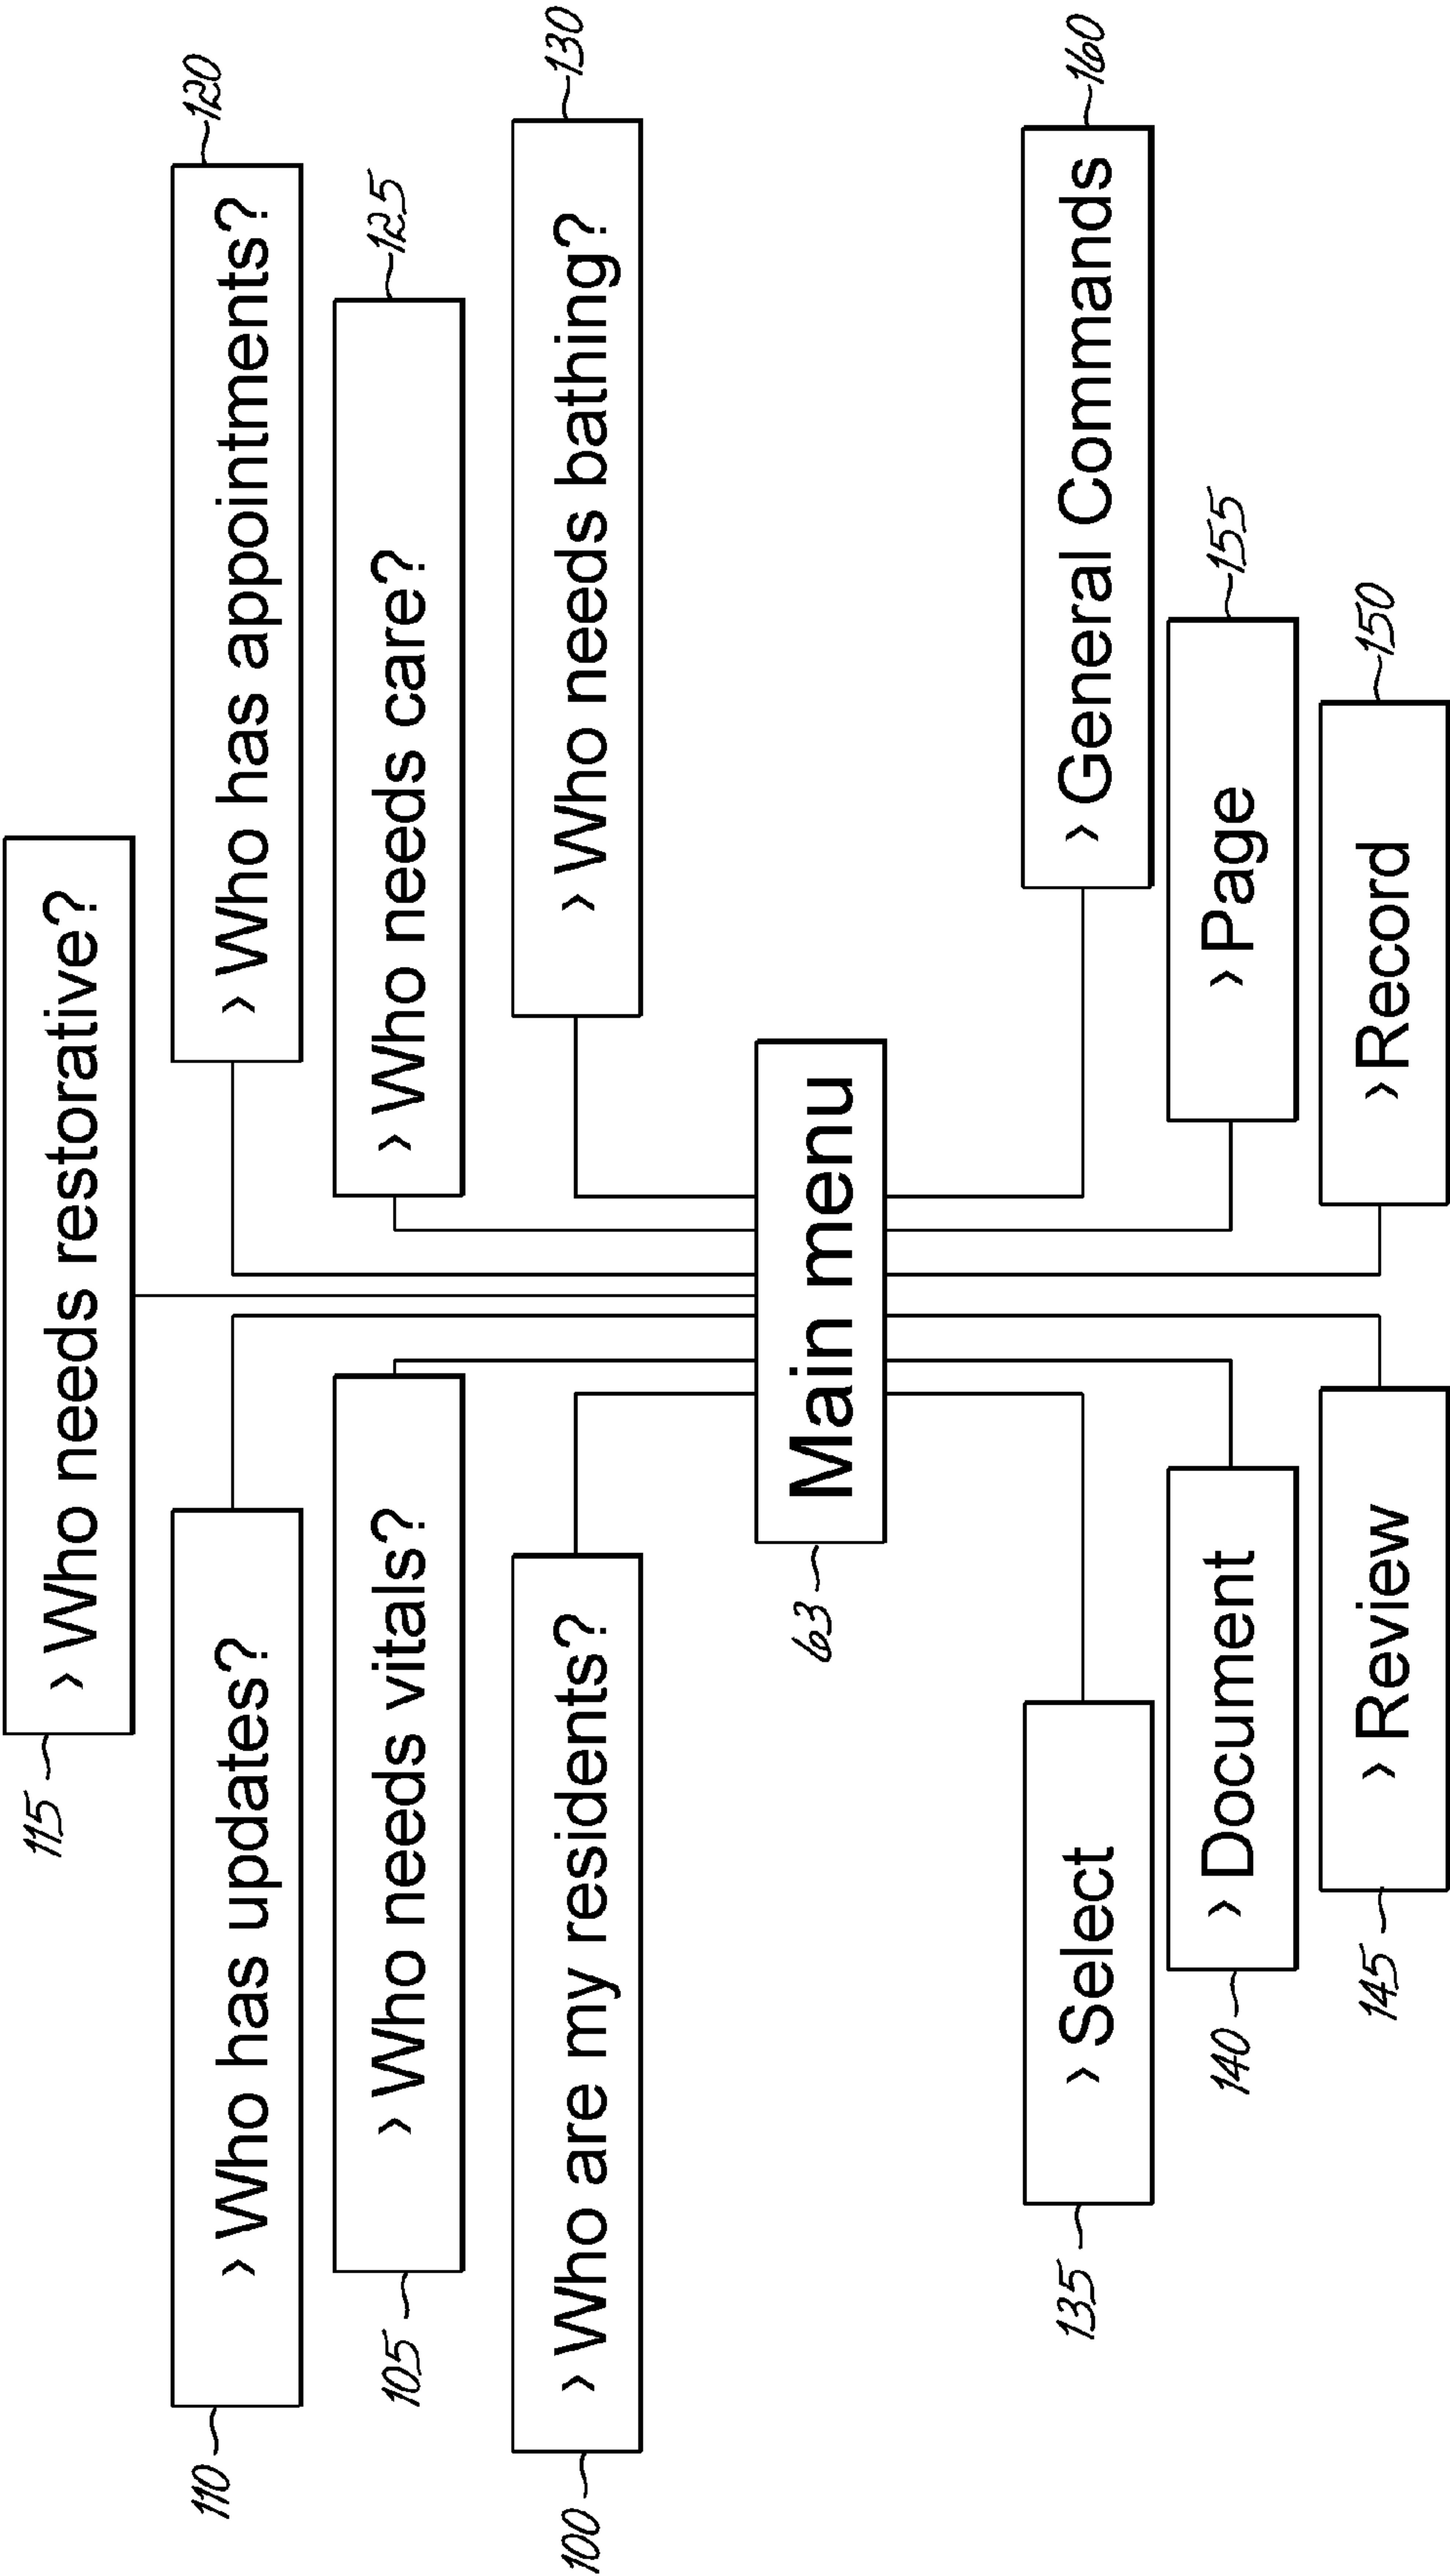 115
› Who needs restorative?
110
› Who has updates?
› Who has appointments?
120
105
› Who needs vitals?
› Who needs care?
125
100
› Who are my residents?
› Who needs bathing?
130
63
Main menu
135
› Select
› General Commands
160
140
› Document
› Page
155
145
› Review
› Record
150